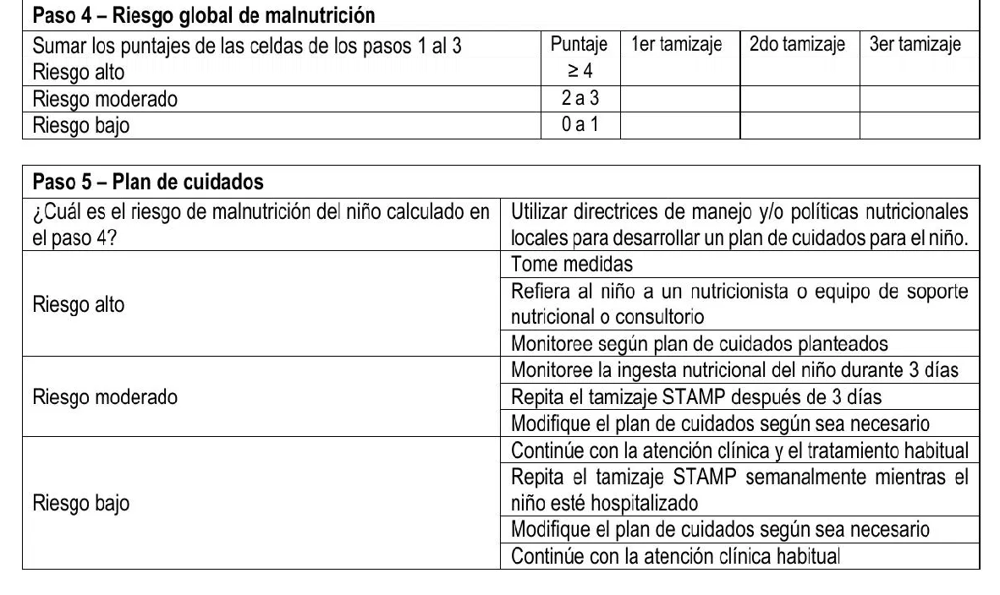 Paso 4 – Riesgo global de malnutrición
Sumar los puntajes de las celdas de los pasos 1 al 3
Puntaje
1er tamizaje
2do tamizaje
3er tamizaje
Riesgo alto
≥ 4
Riesgo moderado
2 a 3
Riesgo bajo
0 a 1
Paso 5 – Plan de cuidados
¿Cuál es el riesgo de malnutrición del niño calculado en
el paso 4?
Utilizar directrices de manejo y/o políticas nutricionales
locales para desarrollar un plan de cuidados para el niño.
Riesgo alto
Tome medidas
Refiera al niño a un nutricionista o equipo de soporte
nutricional o consultorio
Monitoree según plan de cuidados planteados
Riesgo moderado
Monitoree la ingesta nutricional del niño durante 3 días
Repita el tamizaje STAMP después de 3 días
Modifique el plan de cuidados según sea necesario
Riesgo bajo
Continúe con la atención clínica y el tratamiento habitual
Repita el tamizaje STAMP semanalmente mientras el
niño esté hospitalizado
Modifique el plan de cuidados según sea necesario
Continúe con la atención clínica habitual